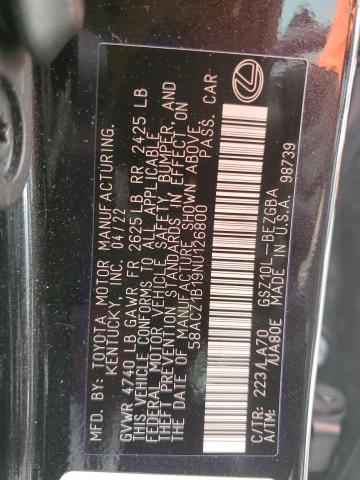 MFD. BY: TOYOTA MOTOR MANUFACTURING.
KENTUCKY, INC. 04/22
GVWR 4740 LB GAWR FR 2625 LB RR 2425 LB
THIS VEHICLE CONFORMS TO ALL APPLICABLE
FEDERAL MOTOR VEHICLE SAFETY, BUMPER, AND
THEFT PREVENTION STANDARDS IN EFFECT ON
THE DATE OF MANUFACTURE SHOWN ABOVE.
PASS. CAR
C/TR: 223/LA70 GSZ10L-BEZGBA
A/TM: /UA80E MADE IN U.S.A. 98739